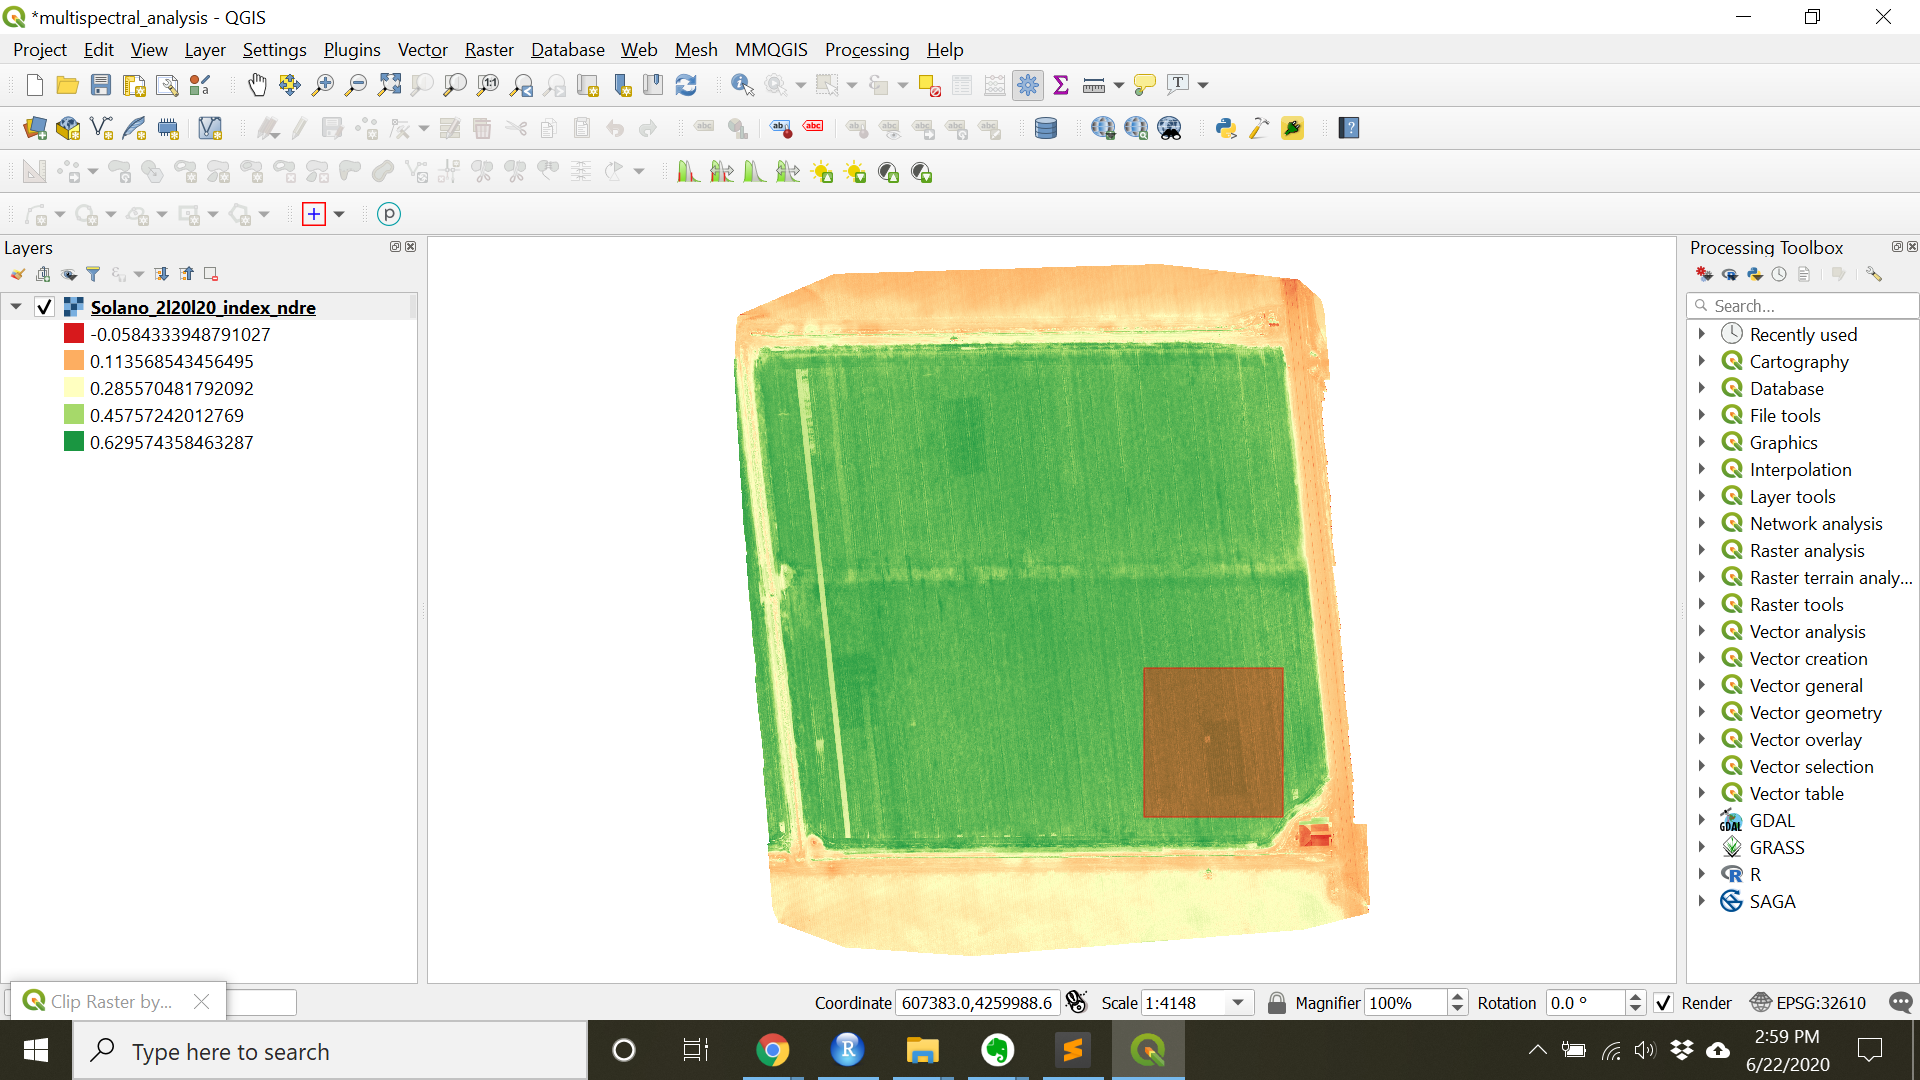 *multispectral_analysis - QGIS
Project Edit View Layer Settings Plugins Vector Raster Database Web Mesh MMQGIS Processing Help
Layers
Solano_2l20l20_index_ndre
-0.0584333948791027
0.113568543456495
0.285570481792092
0.45757242012769
0.629574358463287
Processing Toolbox
Search...
Recently used
Cartography
Database
File tools
Graphics
Interpolation
Layer tools
Network analysis
Raster analysis
Raster terrain analy...
Raster tools
Vector analysis
Vector creation
Vector general
Vector geometry
Vector overlay
Vector selection
Vector table
GDAL
GRASS
R
SAGA
Clip Raster by...
Coordinate 607383.0,4259988.6 Scale 1:4148 Magnifier 100% Rotation 0.0 ° Render EPSG:32610
Type here to search
2:59 PM
6/22/2020